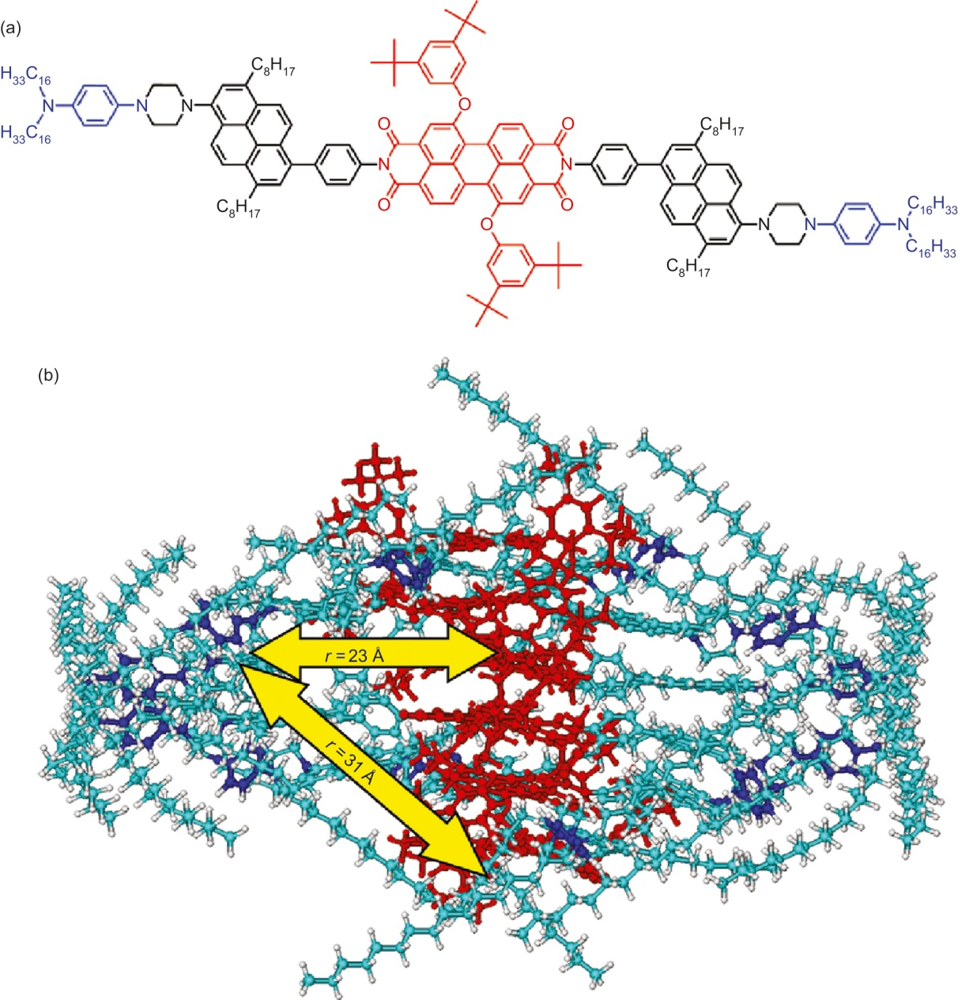 (a)
H₃₃C₁₆
N
H₃₃C₁₆
N
N
C₈H₁₇
C₈H₁₇
O
O
N
O
O
O
O
N
C₈H₁₇
C₈H₁₇
N
N
N
C₁₆H₃₃
C₁₆H₃₃
(b)
r = 23 Å
r = 31 Å